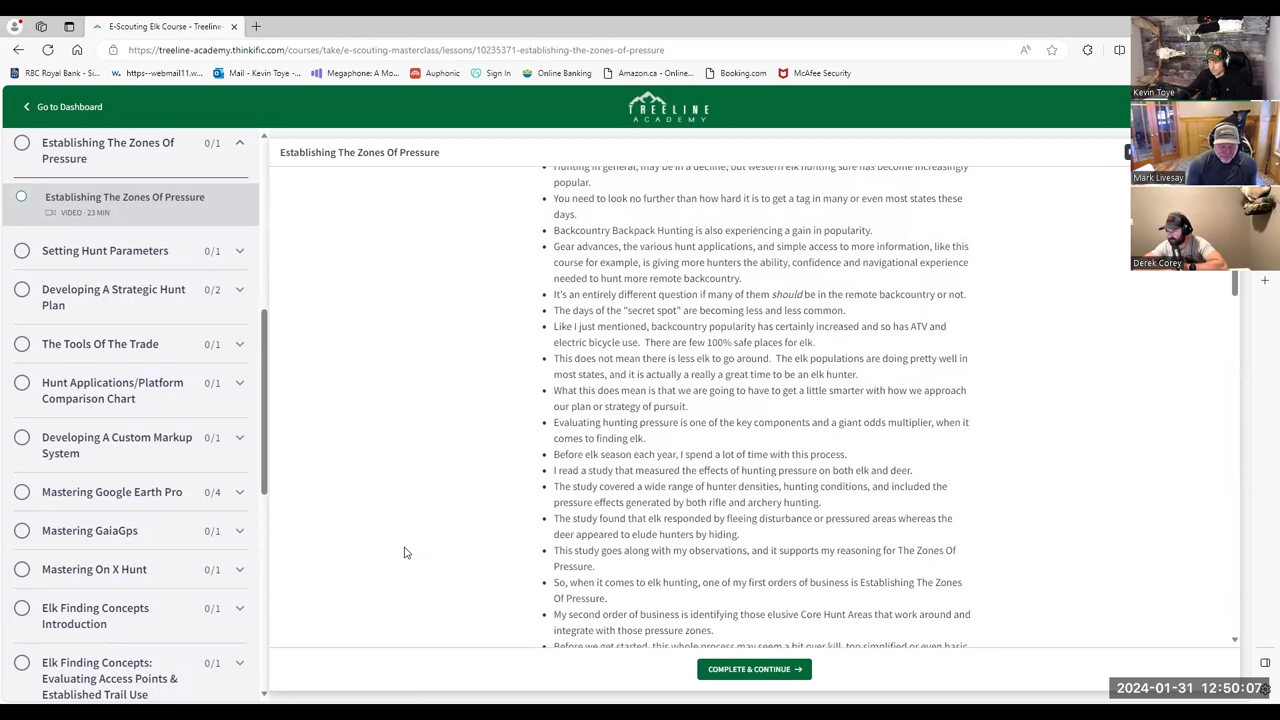 E-Scouting Elk Course - Treeline
https://treeline-academy.thinkific.com/courses/take/e-scouting-masterclass/lessons/10235371-establishing-the-zones-of-pressure
RBC Royal Bank - Si...
https--webmail11.w...
Mail - Kevin Toye -...
Megaphone: A Mo...
Auphonic
Sign In
Online Banking
Amazon.ca - Online...
Booking.com
McAfee Security
Kevin Toye
Mark Livesay
Derek Corey
Go to Dashboard
TREELINE
ACADEMY
Establishing The Zones Of
Pressure
0/1
Establishing The Zones Of Pressure
VIDEO · 23 MIN
Setting Hunt Parameters 0/1
Developing A Strategic Hunt
Plan
0/2
The Tools Of The Trade 0/1
Hunt Applications/Platform
Comparison Chart
0/1
Developing A Custom Markup
System
0/1
Mastering Google Earth Pro 0/4
Mastering GaiaGps 0/1
Mastering On X Hunt 0/1
Elk Finding Concepts
Introduction
0/1
Elk Finding Concepts:
Evaluating Access Points &
Established Trail Use
0/1
Establishing The Zones Of Pressure
Hunting in general, may be in a decline, but western elk hunting sure has become increasingly
popular.
You need to look no further than how hard it is to get a tag in many or even most states these
days.
Backcountry Backpack Hunting is also experiencing a gain in popularity.
Gear advances, the various hunt applications, and simple access to more information, like this
course for example, is giving more hunters the ability, confidence and navigational experience
needed to hunt more remote backcountry.
It's an entirely different question if many of them should be in the remote backcountry or not.
The days of the "secret spot" are becoming less and less common.
Like I just mentioned, backcountry popularity has certainly increased and so has ATV and
electric bicycle use.  There are few 100% safe places for elk.
This does not mean there is less elk to go around.  The elk populations are doing pretty well in
most states, and it is actually a really a great time to be an elk hunter.
What this does mean is that we are going to have to get a little smarter with how we approach
our plan or strategy of pursuit.
Evaluating hunting pressure is one of the key components and a giant odds multiplier, when it
comes to finding elk.
Before elk season each year, I spend a lot of time with this process.
I read a study that measured the effects of hunting pressure on both elk and deer.
The study covered a wide range of hunter densities, hunting conditions, and included the
pressure effects generated by both rifle and archery hunting.
The study found that elk responded by fleeing disturbance or pressured areas whereas the
deer appeared to elude hunters by hiding.
This study goes along with my observations, and it supports my reasoning for The Zones Of
Pressure.
So, when it comes to elk hunting, one of my first orders of business is Establishing The Zones
Of Pressure.
My second order of business is identifying those elusive Core Hunt Areas that work around and
integrate with those pressure zones.
Before we get started, this whole process may seem a bit over kill, too simplified or even basic
COMPLETE & CONTINUE →
2024-01-31 12:50:07